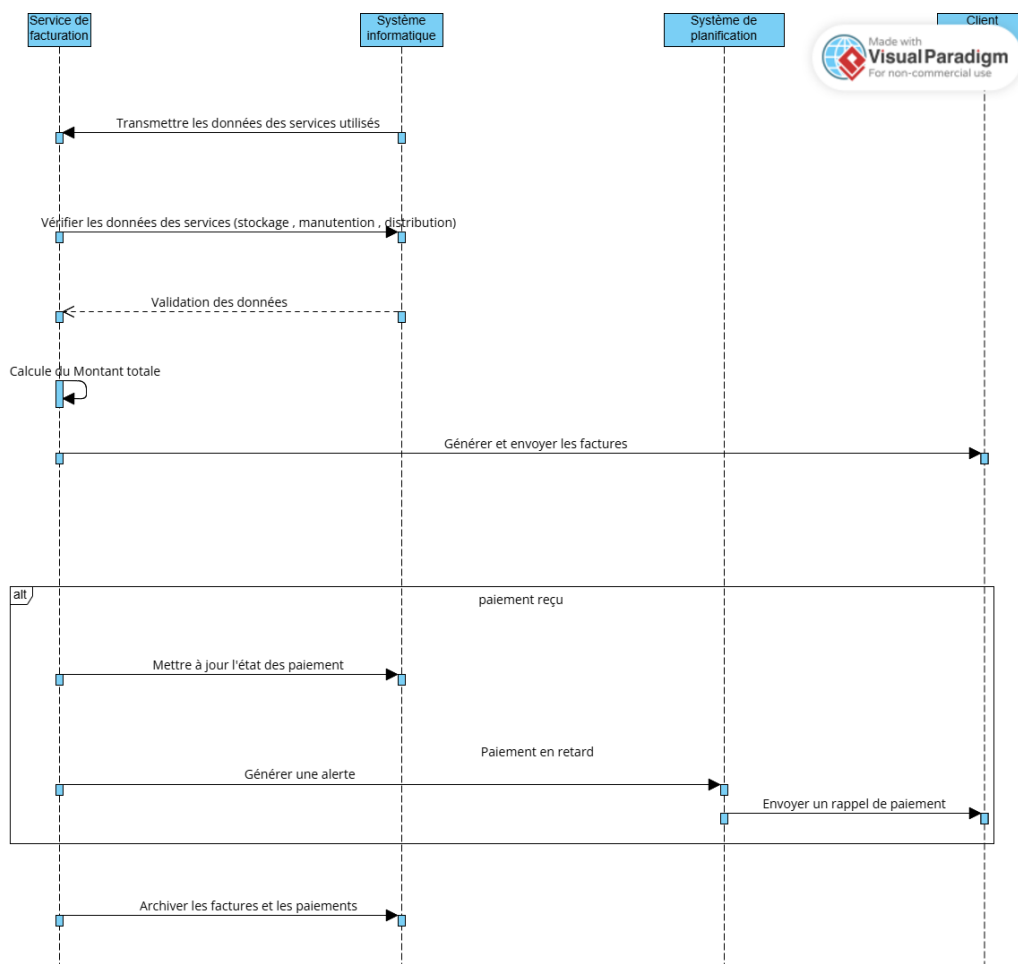 Service de
facturation
Système
informatique
Système de
planification
Client
Made with
Visual Paradigm
For non-commercial use
Transmettre les données des services utilisés
Vérifier les données des services (stockage , manutention , distribution)
Validation des données
Calcule du Montant totale
Générer et envoyer les factures
alt
paiement reçu
Mettre à jour l'état des paiement
Paiement en retard
Générer une alerte
Envoyer un rappel de paiement
Archiver les factures et les paiements